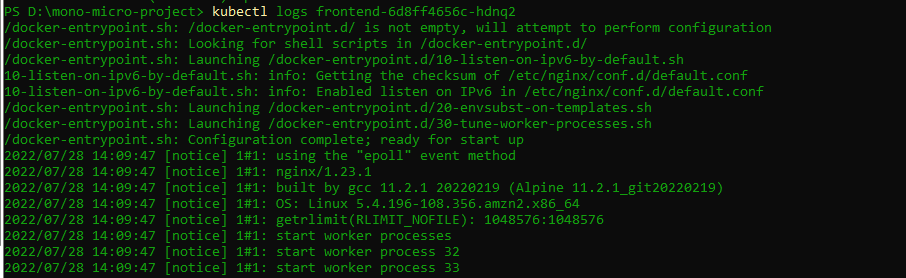 PS D:\mono-micro-project> kubectl logs frontend-6d8ff4656c-hdnq2
/docker-entrypoint.sh: /docker-entrypoint.d/ is not empty, will attempt to perform configuration
/docker-entrypoint.sh: Looking for shell scripts in /docker-entrypoint.d/
/docker-entrypoint.sh: Launching /docker-entrypoint.d/10-listen-on-ipv6-by-default.sh
10-listen-on-ipv6-by-default.sh: info: Getting the checksum of /etc/nginx/conf.d/default.conf
10-listen-on-ipv6-by-default.sh: info: Enabled listen on IPv6 in /etc/nginx/conf.d/default.conf
/docker-entrypoint.sh: Launching /docker-entrypoint.d/20-envsubst-on-templates.sh
/docker-entrypoint.sh: Launching /docker-entrypoint.d/30-tune-worker-processes.sh
/docker-entrypoint.sh: Configuration complete; ready for start up
2022/07/28 14:09:47 [notice] 1#1: using the "epoll" event method
2022/07/28 14:09:47 [notice] 1#1: nginx/1.23.1
2022/07/28 14:09:47 [notice] 1#1: built by gcc 11.2.1 20220219 (Alpine 11.2.1_git20220219)
2022/07/28 14:09:47 [notice] 1#1: OS: Linux 5.4.196-108.356.amzn2.x86_64
2022/07/28 14:09:47 [notice] 1#1: getrlimit(RLIMIT_NOFILE): 1048576:1048576
2022/07/28 14:09:47 [notice] 1#1: start worker processes
2022/07/28 14:09:47 [notice] 1#1: start worker process 32
2022/07/28 14:09:47 [notice] 1#1: start worker process 33